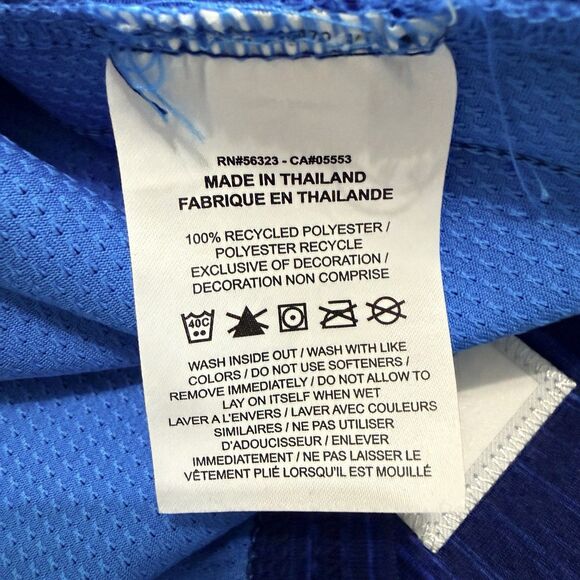 RN#56323 - CA#05553
MADE IN THAILAND
FABRIQUE EN THAILANDE
100% RECYCLED POLYESTER /
POLYESTER RECYCLE
EXCLUSIVE OF DECORATION /
DECORATION NON COMPRISE
40C
WASH INSIDE OUT / WASH WITH LIKE
COLORS / DO NOT USE SOFTENERS /
REMOVE IMMEDIATELY / DO NOT ALLOW TO
LAY ON ITSELF WHEN WET
LAVER A L'ENVERS / LAVER AVEC COULEURS
SIMILAIRES / NE PAS UTILISER
D'ADOUCISSEUR / ENLEVER
IMMEDIATEMENT / NE PAS LAISSER LE
VÊTEMENT PLIÉ LORSQU'IL EST MOUILLÉ